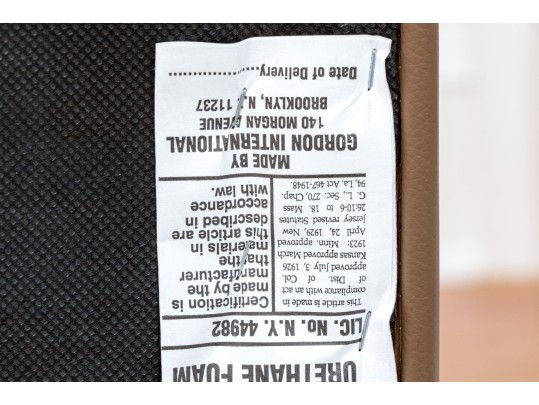 URETHANE FOAM
LIC. No. N.Y. 44982
This article is made in
compliance with an act
of Dist. of Col.
approved July 3, 1926
Kansas approved March
1923: Minn. approved
April 24, 1929, New
Jersey revised Statutes
26:10-6 to 18. Mass
G. L., Sec. 270, Chap.
94, La. Act 467-1948.
Certification is
made by the
manufacturer
that the
materials in
this article are
described in
accordance
with law.
MADE BY
GORDON INTERNATIONAL
140 MORGAN AVENUE
BROOKLYN, N.Y. 11237
Date of Delivery....................